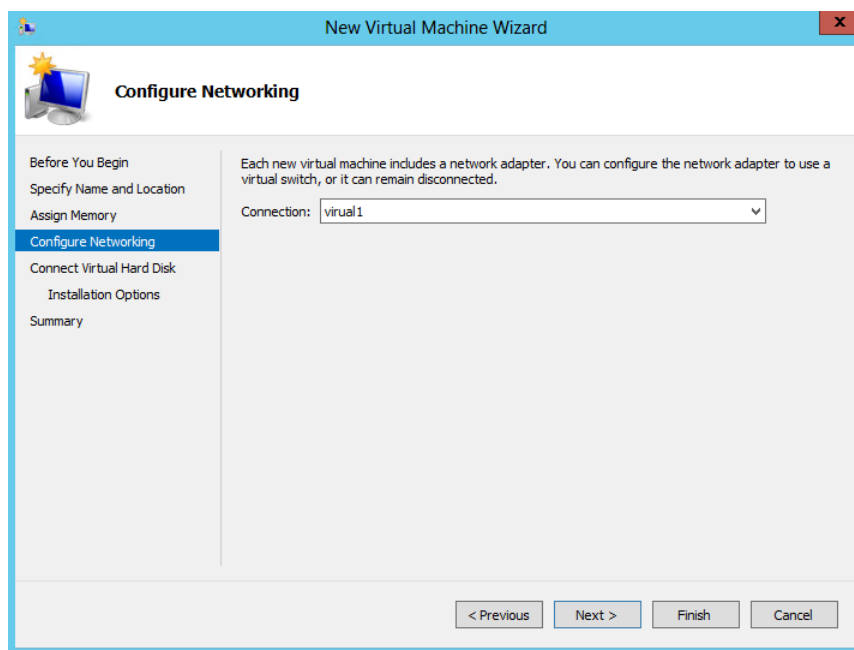 New Virtual Machine Wizard
x
Configure Networking
Before You Begin
Specify Name and Location
Assign Memory
Configure Networking
Connect Virtual Hard Disk
Installation Options
Summary
Each new virtual machine includes a network adapter. You can configure the network adapter to use a
virtual switch, or it can remain disconnected.
Connection: virual1
< Previous Next > Finish Cancel